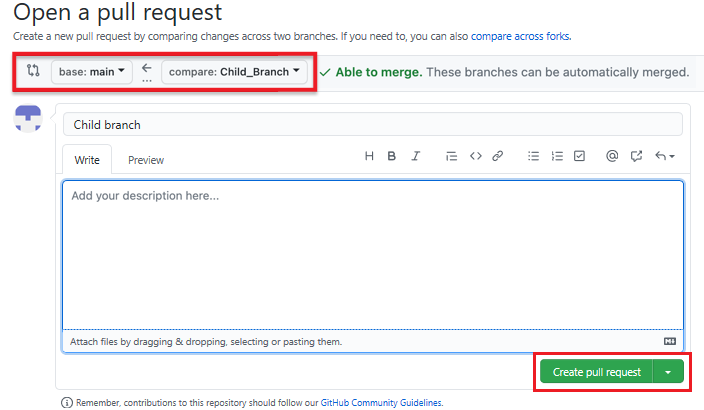 Open a pull request
Create a new pull request by comparing changes across two branches. If you need to, you can also compare across forks.
base: main ← compare: Child_Branch ✓ Able to merge. These branches can be automatically merged.
...
Child branch
Write Preview H B I @
Add your description here...
Attach files by dragging & dropping, selecting or pasting them.
Create pull request
Remember, contributions to this repository should follow our GitHub Community Guidelines.